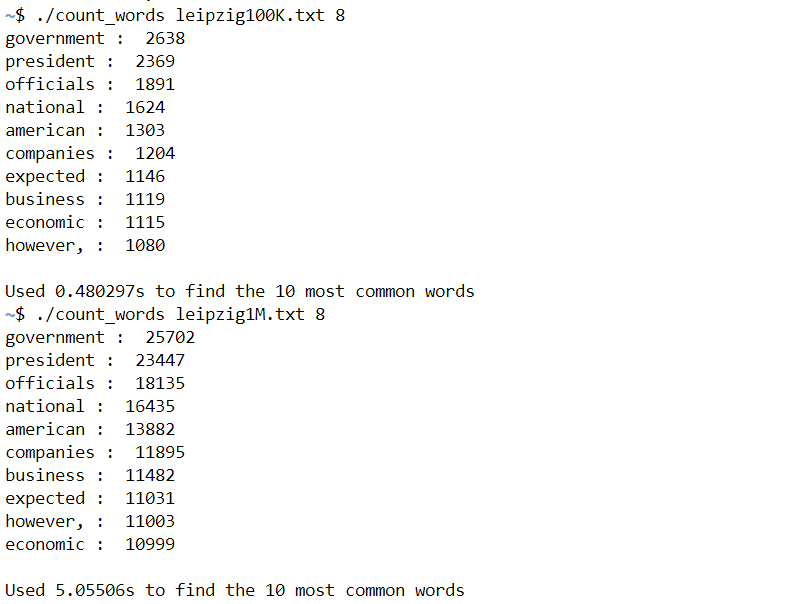 ~$ ./count_words leipzig100K.txt 8
government :  2638
president :  2369
officials :  1891
national :  1624
american :  1303
companies :  1204
expected :  1146
business :  1119
economic :  1115
however, :  1080

Used 0.480297s to find the 10 most common words
~$ ./count_words leipzig1M.txt 8
government :  25702
president :  23447
officials :  18135
national :  16435
american :  13882
companies :  11895
business :  11482
expected :  11031
however, :  11003
economic :  10999

Used 5.05506s to find the 10 most common words